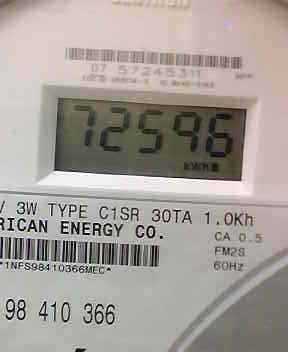 07 57245311
72596
kWH
/ 3W TYPE C1SR 30TA 1.0Kh
RICAN ENERGY CO.
CA 0.5
FM2S
*1NFS98410366MEC*
60Hz
98 410 366